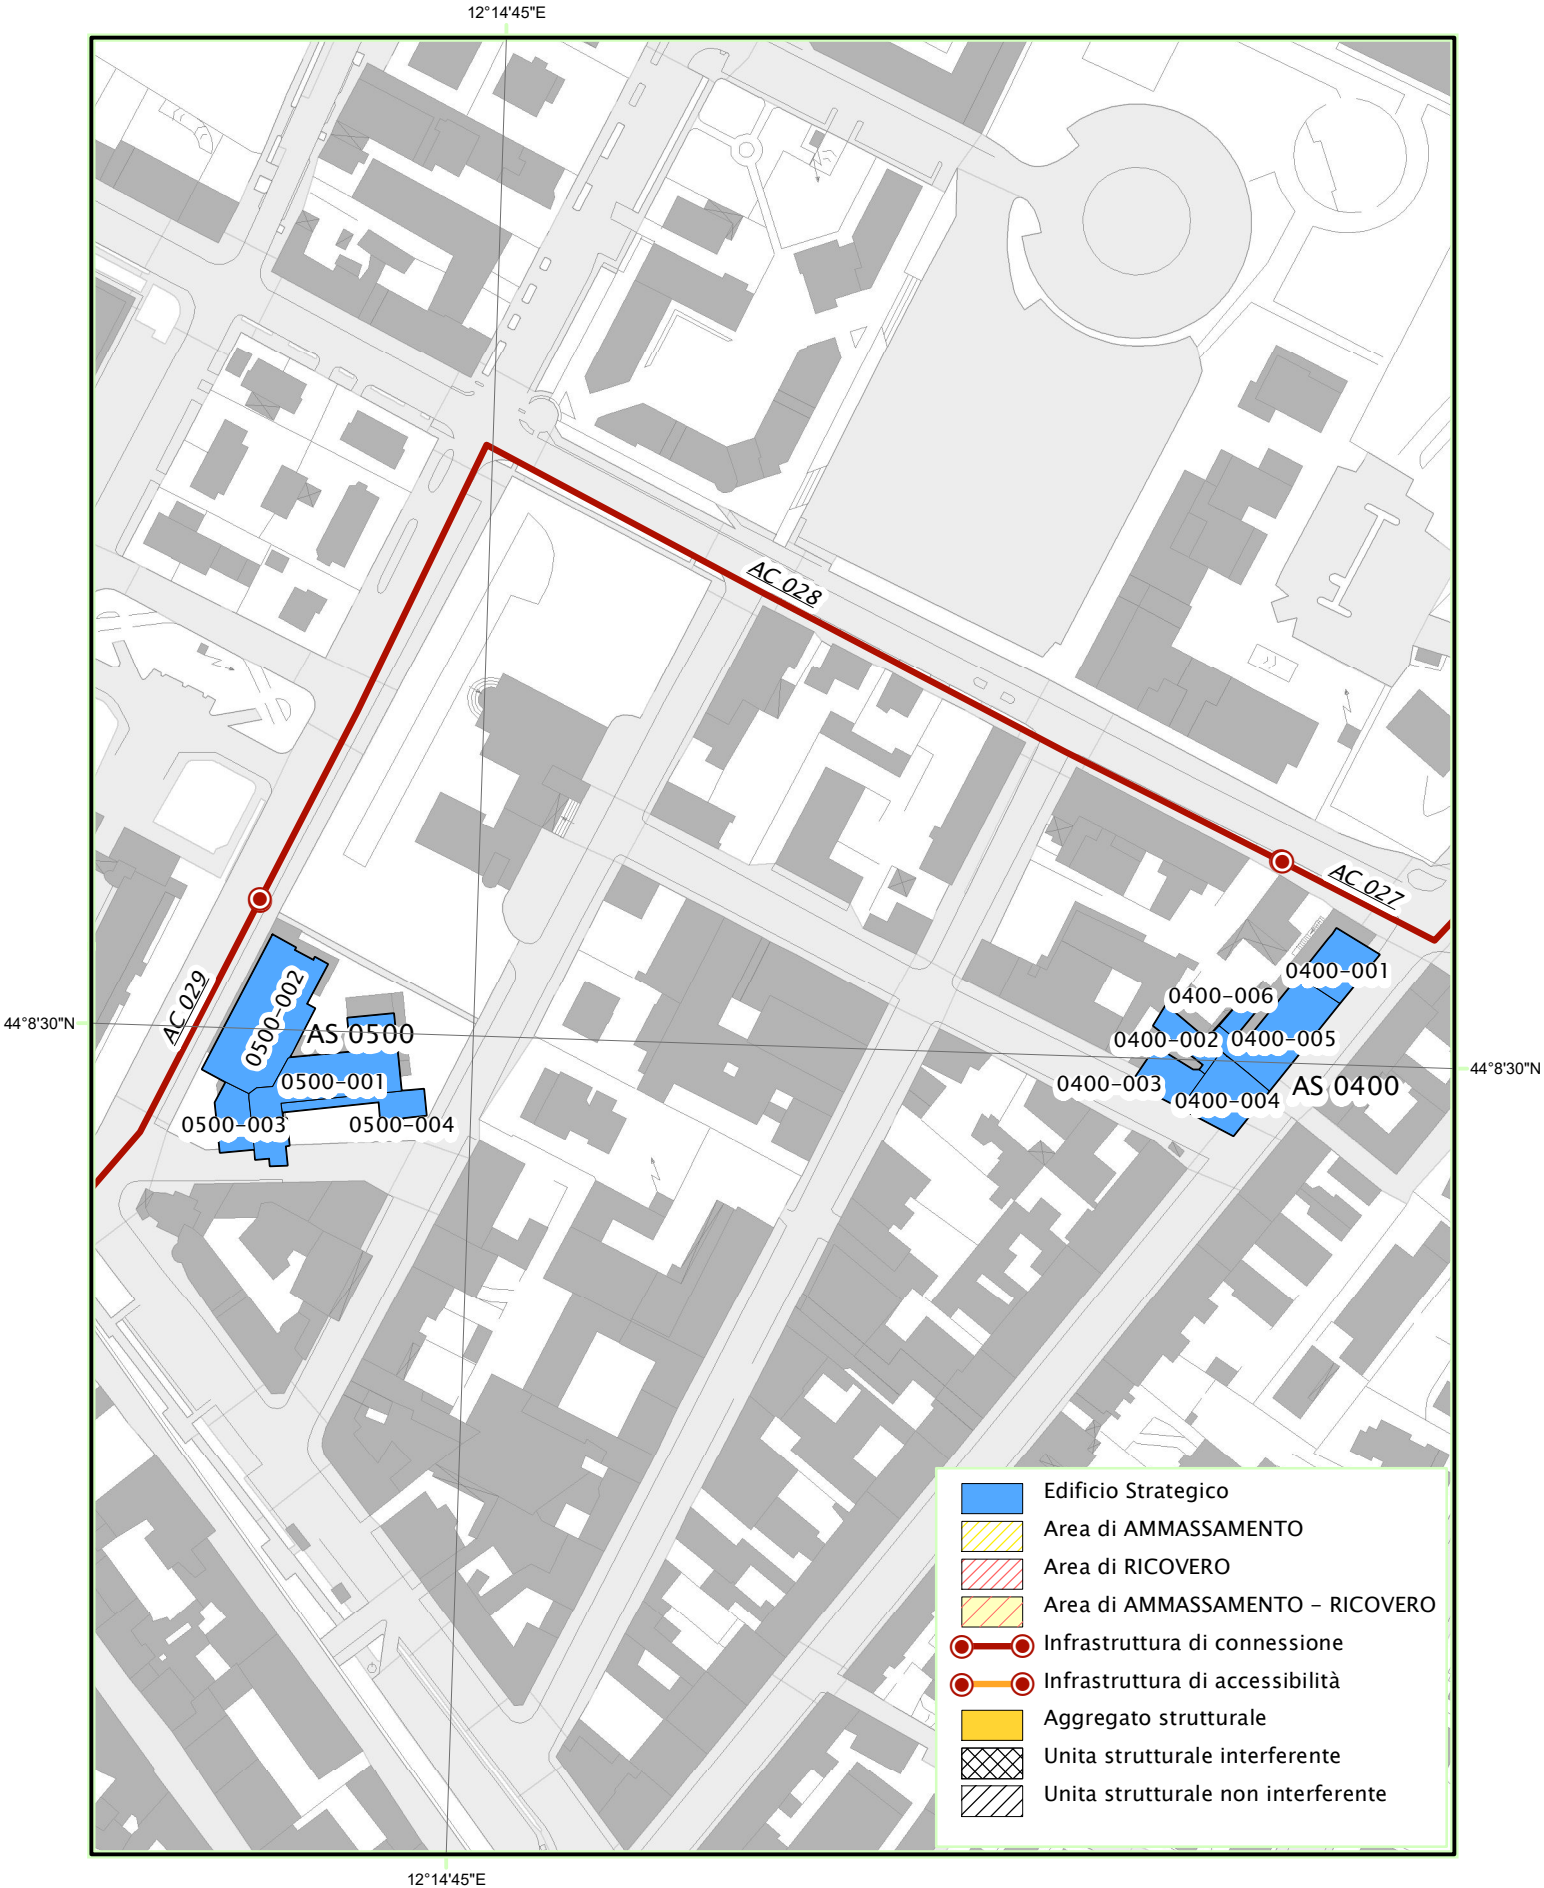 12°14'45"E
AC 028
AC 027
AC 029
0500-002
AS 0500
0500-001
0500-003
0500-004
0400-001
0400-006
0400-002
0400-005
0400-003
AS 0400
0400-004
44°8'30"N
44°8'30"N
Edificio Strategico
Area di AMMASSAMENTO
Area di RICOVERO
Area di AMMASSAMENTO - RICOVERO
Infrastruttura di connessione
Infrastruttura di accessibilità
Aggregato strutturale
Unita strutturale interferente
Unita strutturale non interferente
12°14'45"E